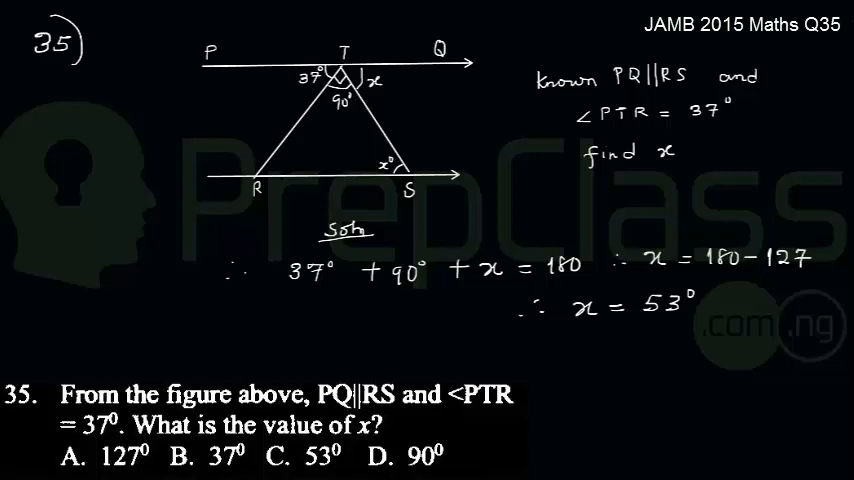 JAMB 2015 Maths Q35
35)
P T Q
37° x
90°
x°
R S
known PQ||RS and
∠PTR = 37°
find x
PrepClass
.com.ng
Soln
∴ 37° + 90° + x = 180 ∴ x = 180 - 127
∴ x = 53°
35. From the figure above, PQ||RS and <PTR
= 37⁰. What is the value of x?
A. 127⁰ B. 37⁰ C. 53⁰ D. 90⁰